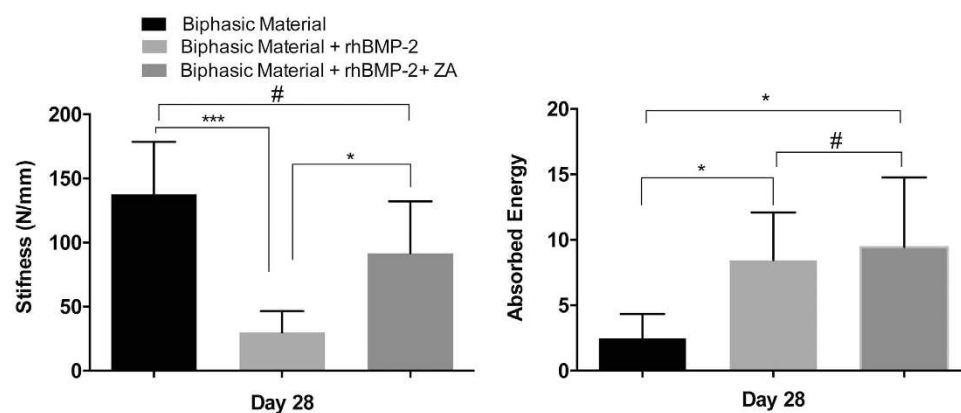 Biphasic Material
Biphasic Material + rhBMP-2
Biphasic Material + rhBMP-2+ ZA
Stifness (N/mm)
200
150
100
50
0
#
***
*
Day 28
Absorbed Energy
20
15
10
5
0
*
*
#
Day 28